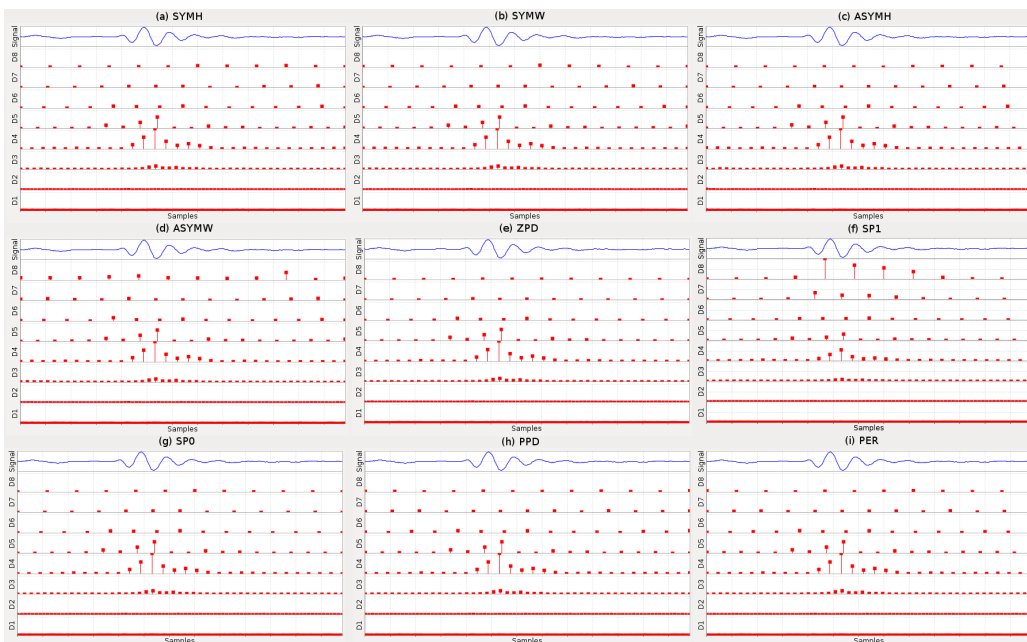 (a) SYMH
Signal
D8
D7
D6
D5
D4
D3
D2
D1
Samples
(b) SYMW
Signal
D8
D7
D6
D5
D4
D3
D2
D1
Samples
(c) ASYMH
Signal
D8
D7
D6
D5
D4
D3
D2
D1
Samples
(d) ASYMW
Signal
D8
D7
D6
D5
D4
D3
D2
D1
Samples
(e) ZPD
Signal
D8
D7
D6
D5
D4
D3
D2
D1
Samples
(f) SP1
Signal
D8
D7
D6
D5
D4
D3
D2
D1
Samples
(g) SP0
Signal
D8
D7
D6
D5
D4
D3
D2
D1
Samples
(h) PPD
Signal
D8
D7
D6
D5
D4
D3
D2
D1
Samples
(i) PER
Signal
D8
D7
D6
D5
D4
D3
D2
D1
Samples